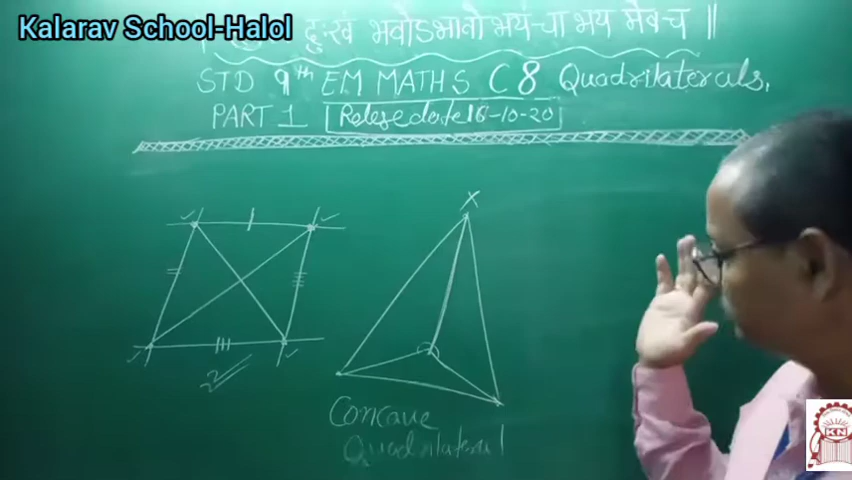 Kalarav School-Halol
दुःखं भवोऽभावो भयं चा भय मेव च ||
STD 9th EM MATHS C8 Quadrilaterals.
PART 1 Relese date 16-10-20
X
Concave
Quadrilateral
KN